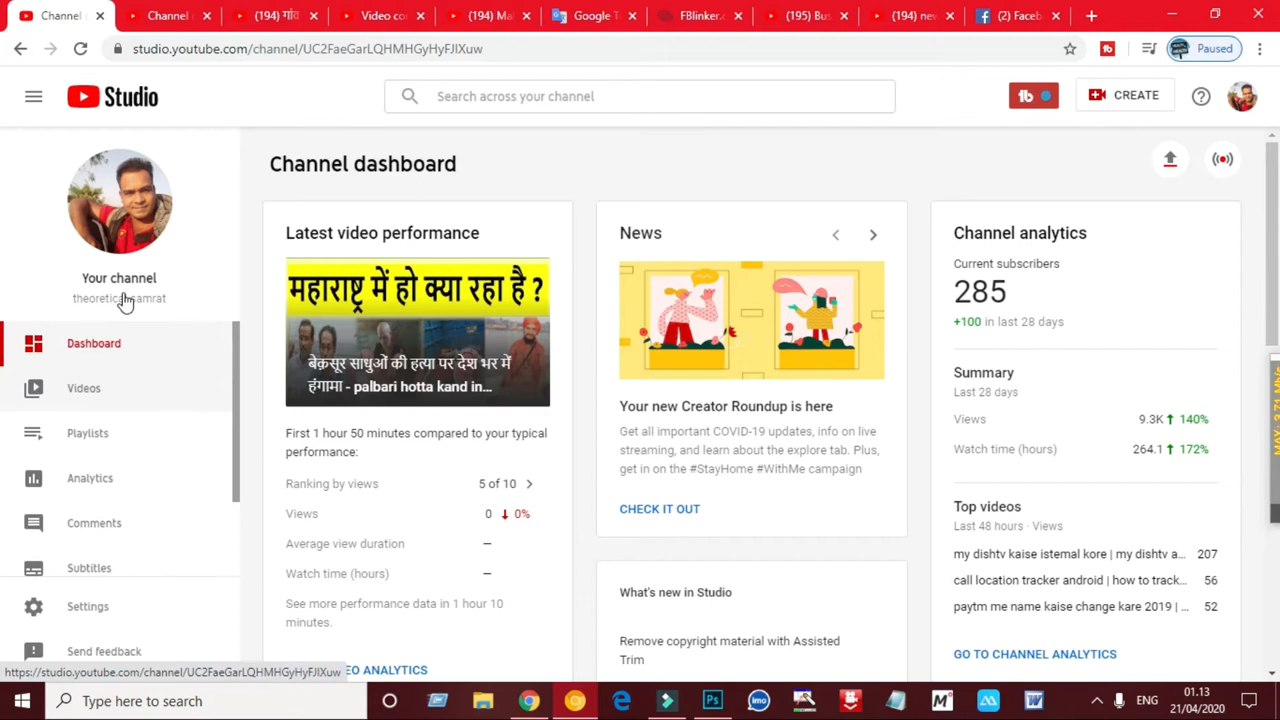 Channel d
Channel
(194) गांव
Video co
(194) Ma
Google T
FBlinker.c
(195) Bus
(194) nev
(2) Faceb
studio.youtube.com/channel/UC2FaeGarLQHMHGyHyFJlXuw
Paused
Studio
Search across your channel
CREATE
Your channel
Dashboard
Videos
Playlists
Analytics
Comments
Subtitles
Settings
Send feedback
https://studio.youtube.com/channel/UC2FaeGarLQHMHGyHyFJlXuw
Channel dashboard
Latest video performance
महाराष्ट्र में हो क्या रहा है ?
बेक़सूर साधुओं की हत्या पर देश भर में
हंगामा - palbari hotta kand in...
First 1 hour 50 minutes compared to your typical
performance:
Ranking by views 5 of 10
Views 0 0%
Average view duration —
Watch time (hours) —
See more performance data in 1 hour 10
minutes.
EO ANALYTICS
News
Your new Creator Roundup is here
Get all important COVID-19 updates, info on live
streaming, and learn about the explore tab. Plus,
get in on the #StayHome #WithMe campaign
CHECK IT OUT
What's new in Studio
Remove copyright material with Assisted
Trim
Channel analytics
Current subscribers
285
+100 in last 28 days
Summary
Last 28 days
Views 9.3K 140%
Watch time (hours) 264.1 172%
Top videos
Last 48 hours · Views
my dishtv kaise istemal kore | my dishtv a... 207
call location tracker android | how to track... 56
paytm me name kaise change kare 2019 | ... 52
GO TO CHANNEL ANALYTICS
MAX: 3.71 Mb/s
Type here to search
ENG
01.13
21/04/2020